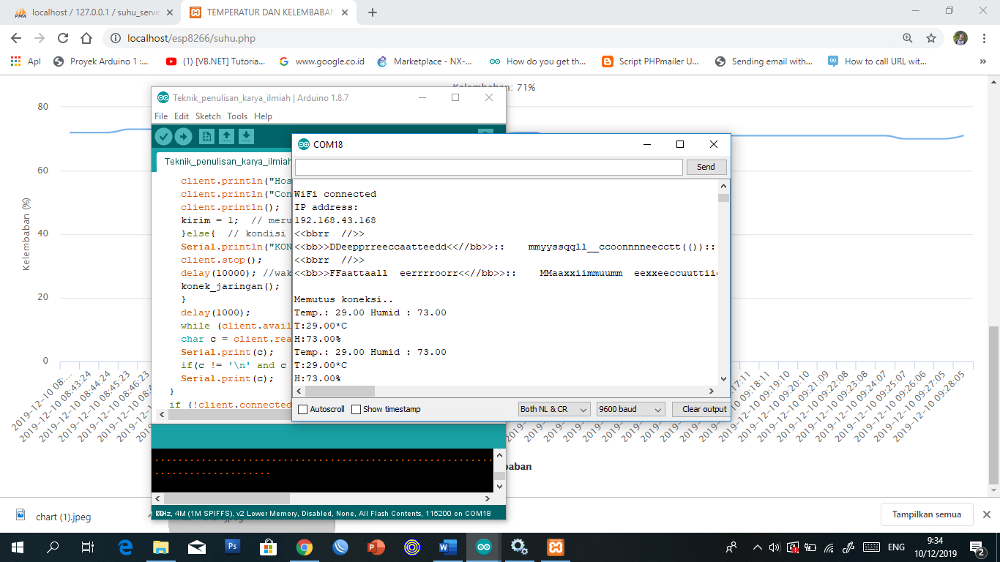 localhost / 127.0.0.1 / suhu_serve
TEMPERATUR DAN KELEMBABAN
localhost/esp8266/suhu.php
Apl
Proyek Arduino 1 :...
(1) [VB.NET] Tutoria...
www.google.co.id
Marketplace - NX-...
How do you get th...
Script PHPmailer U...
Sending email with...
How to call URL wit...
Kelembaban: 71%
80
60
40
20
0
Kelembaban (%)
2019-12-10 08:...
2019-12-10 08:43:24
2019-12-10 08:44:24
2019-12-10 08:45:23
2019-12-10 08:46:23
2019-12-10 09:18:11
2019-12-10 09:19:10
2019-12-10 09:20:10
2019-12-10 09:21:09
2019-12-10 09:22:08
2019-12-10 09:23:08
2019-12-10 09:24:07
2019-12-10 09:25:07
2019-12-10 09:26:06
2019-12-10 09:27:05
2019-12-10 09:28:05
Teknik_penulisan_karya_ilmiah | Arduino 1.8.7
File Edit Sketch Tools Help
Teknik_penulisan_karya_ilmiah
client.println("Hos
client.println("Con
client.println();
kirim = 1; // meru
}else{ // kondisi
Serial.println("KON
client.stop();
delay(10000); //wak
konek_jaringan();
}
delay(1000);
while (client.avail
char c = client.rea
Serial.print(c);
if(c != '\n' and c
Serial.print(c);
}
if (!client.connected
MHz, 4M (1M SPIFFS), v2 Lower Memory, Disabled, None, All Flash Contents, 115200 on COM18
COM18
Send
WiFi connected
IP address:
192.168.43.168
<<bbrr  //>>
<<bb>>DDeepprreeccaatteedd<<//bb>>::    mmyyssqqll__ccoonnnneecctt(())::
<<bbrr  //>>
<<bb>>FFaattaall  eerrrroorr<<//bb>>::    MMaaxxiimmuumm  eexxeeccuuttii
Memutus koneksi..
Temp.: 29.00 Humid : 73.00
T:29.00*C
H:73.00%
Temp.: 29.00 Humid : 73.00
T:29.00*C
H:73.00%
Autoscroll
Show timestamp
Both NL & CR
9600 baud
Clear output
chart (1).jpeg
Tampilkan semua
ENG
9:34
10/12/2019
2